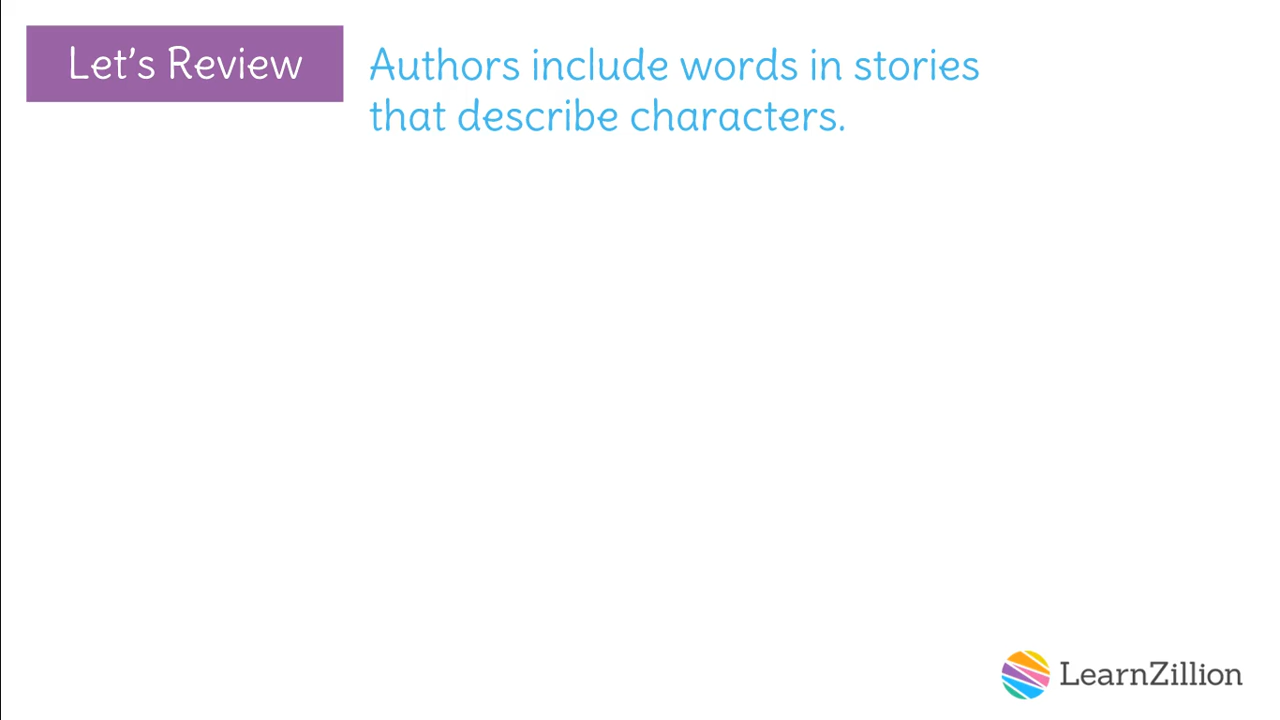 Let's Review
Authors include words in stories
that describe characters.
LearnZillion